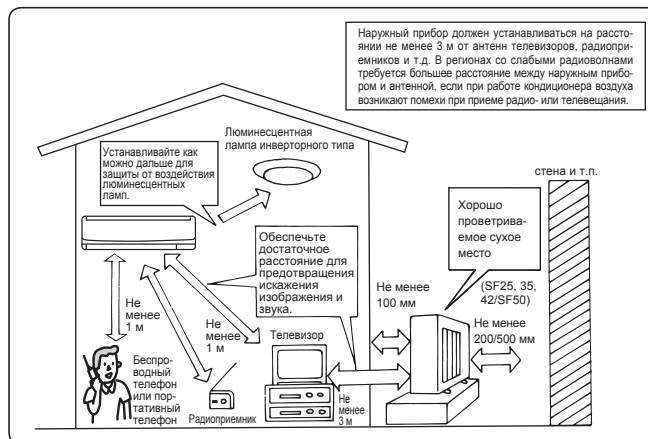 Наружный прибор должен устанавливаться на рассто-
янии не менее 3 м от антенн телевизоров, радиопри-
емников и т.д. В регионах со слабыми радиоволнами
требуется большее расстояние между наружным прибо-
ром и антенной, если при работе кондиционера воздуха
возникают помехи при приеме радио- или телевещания.
Люминесцентная
лампа инверторного типа
Устанавливайте как
можно дальше для
защиты от воздействия
люминесцентных
ламп.
стена и т.п.
Хорошо
проветрива-
емое сухое
место
Обеспечьте
достаточное
расстояние для
предотвращения
искажения
изображения и
звука.
Не менее
100 мм
(SF25, 35,
42/SF50)
Не менее
200/500 мм
Не
менее
1 м
Не
менее
1 м
Телевизор
Беспро-
водный
телефон
или пор-
тативный
телефон
Радиоприемник
Не
менее
3 м